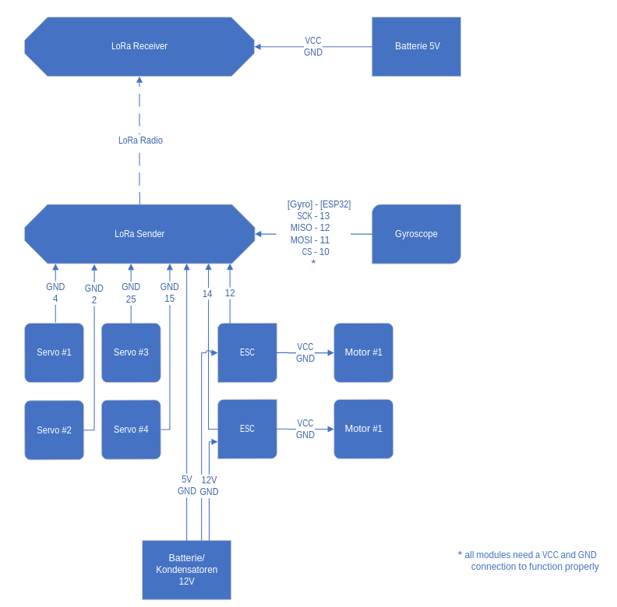 LoRa Receiver
VCC
GND
Batterie 5V
LoRa Radio
LoRa Sender
[Gyro] - [ESP32]
SCK - 13
MISO - 12
MOSI - 11
CS - 10
*
Gyroscope
GND
4
GND
2
GND
25
GND
15
14
12
Servo #1
Servo #3
ESC
VCC
GND
Motor #1
Servo #2
Servo #4
ESC
VCC
GND
Motor #1
5V
GND
12V
GND
Batterie/
Kondensatoren
12V
* all modules need a VCC and GND
connection to function properly